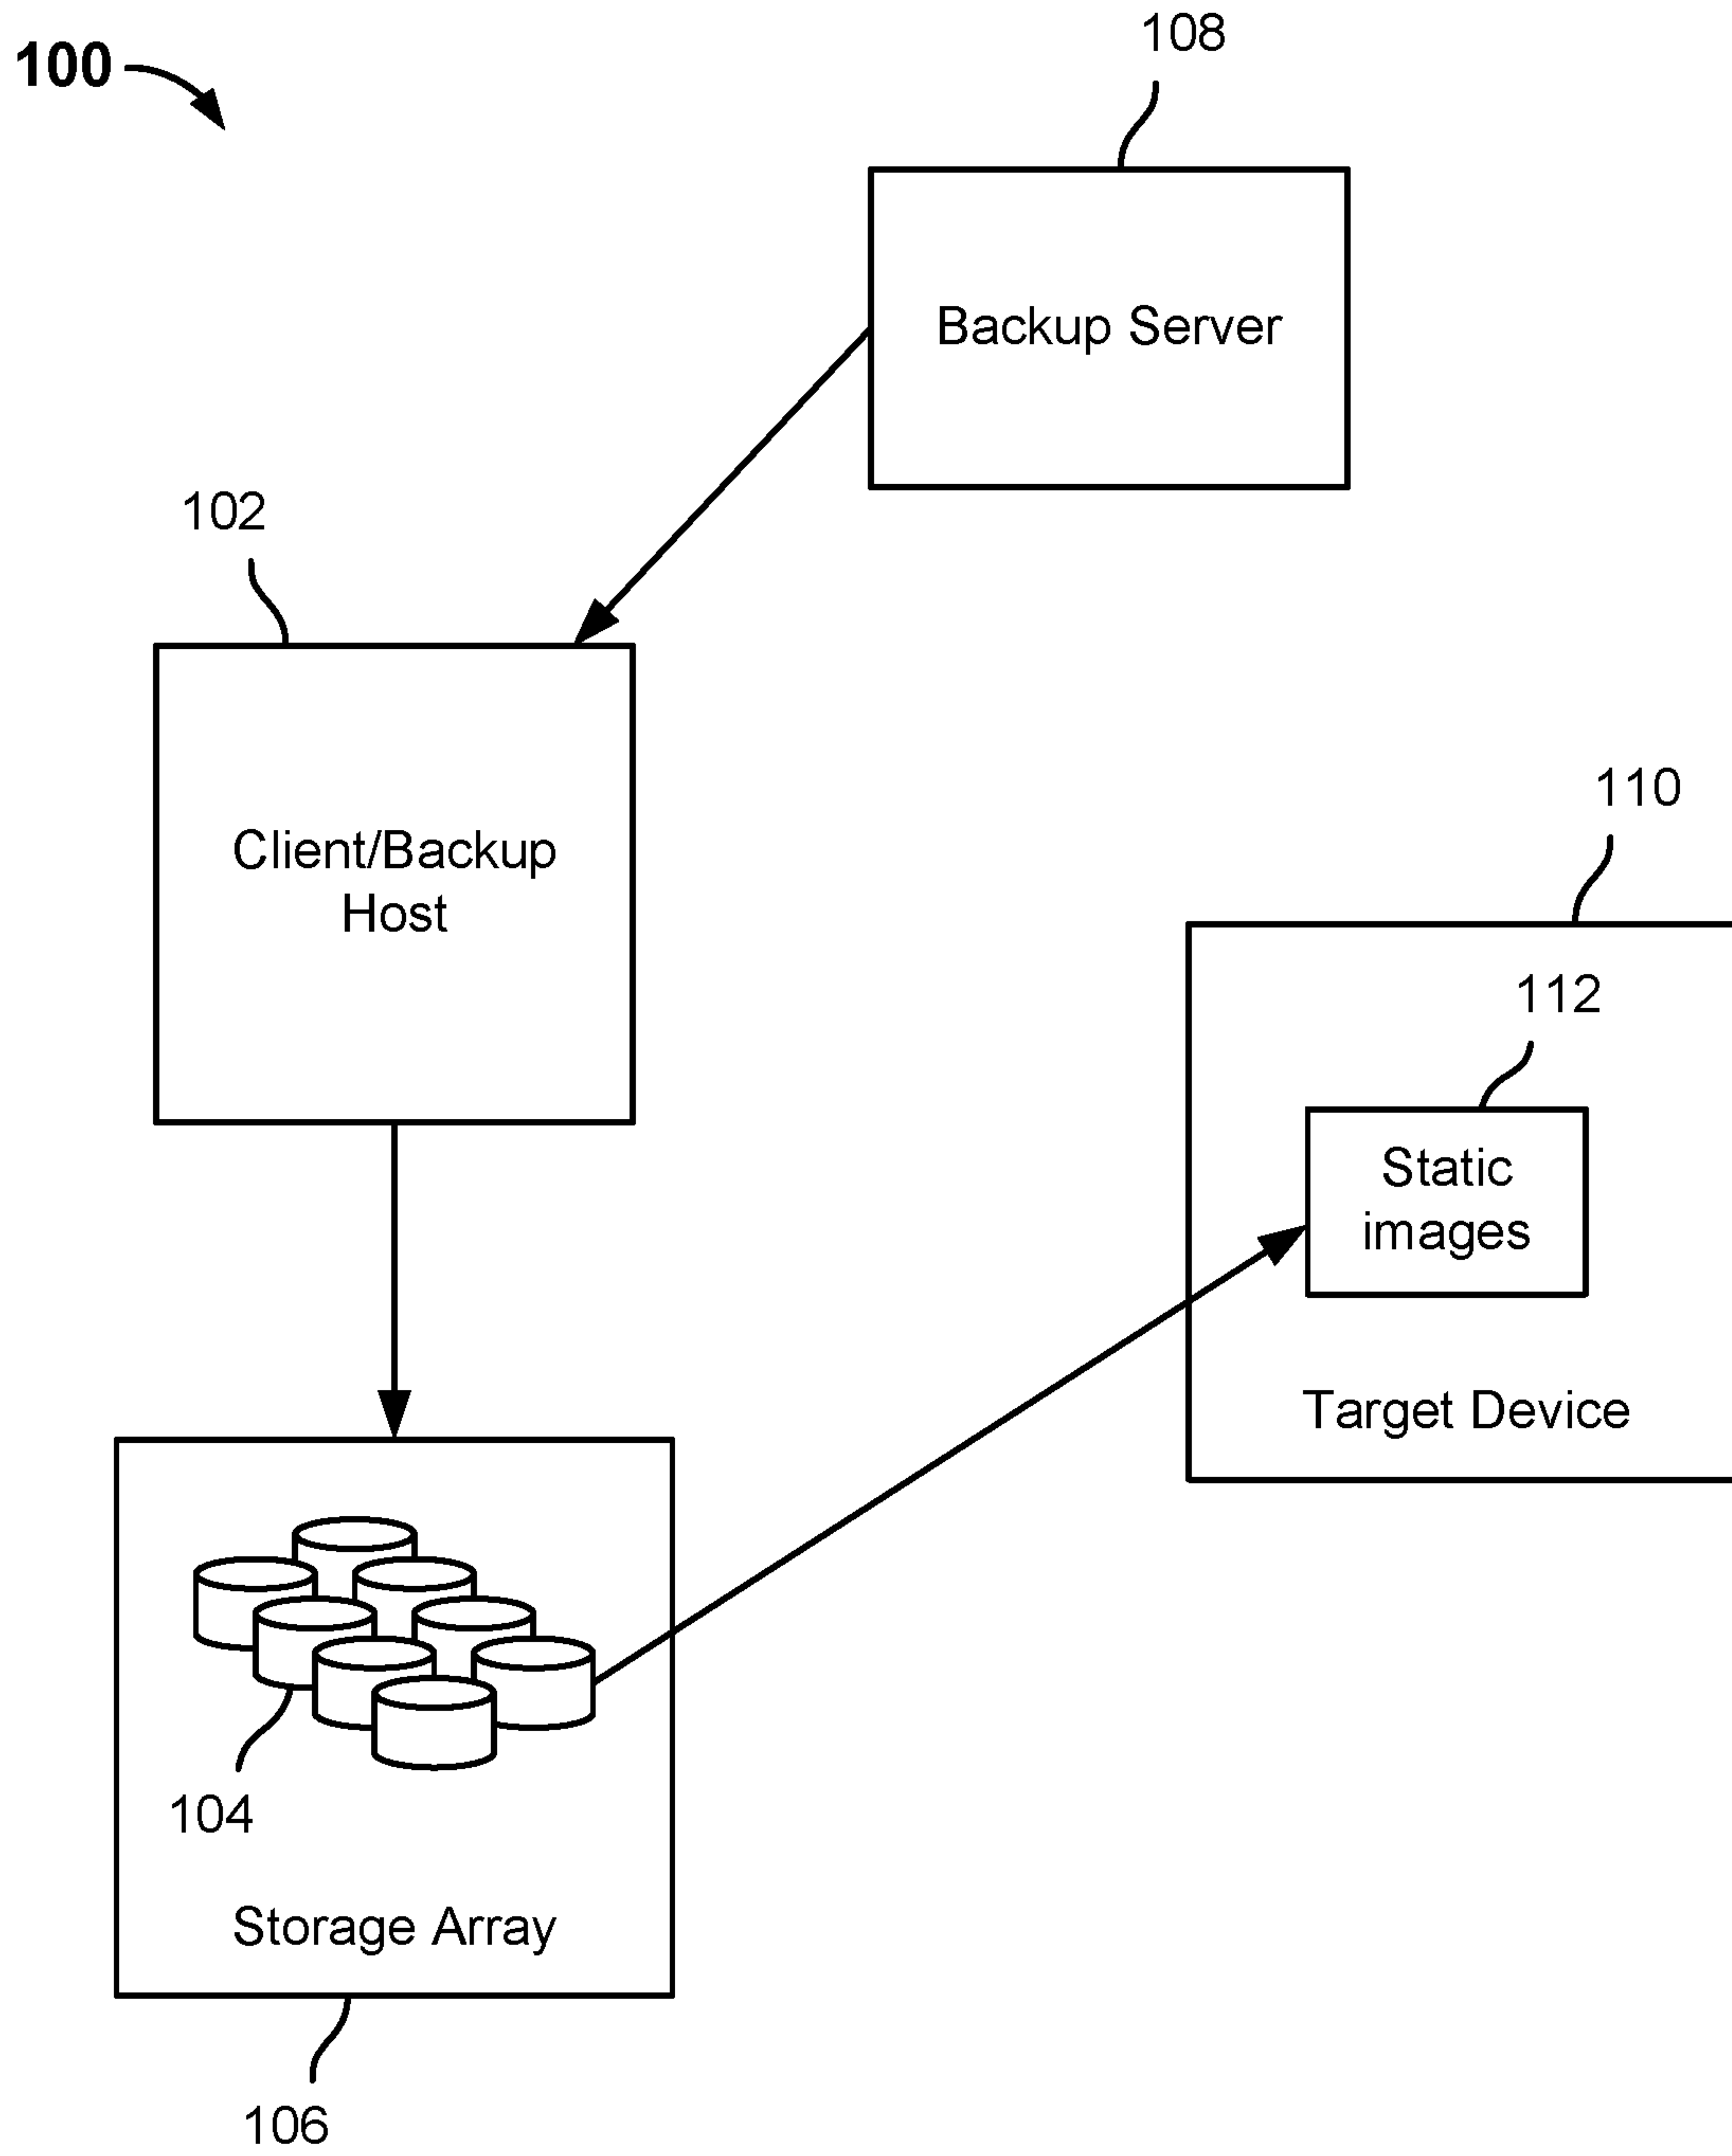 100
108
Backup Server
102
Client/Backup
Host
110
112
Static
images
Target Device
104
Storage Array
106